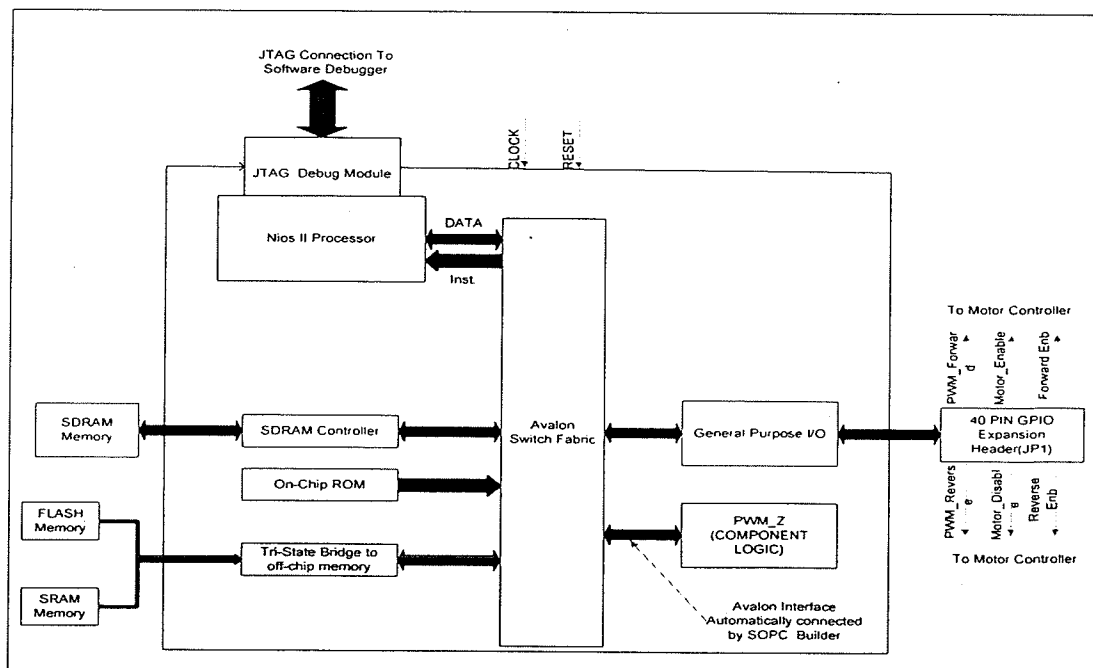 JTAG Connection To
Software Debugger
CLOCK
RESET
JTAG Debug Module
Nios II Processor
DATA
Inst.
To Motor Controller
PWM_Forwar
d
Motor_Enable
Forward Enb
SDRAM
Memory
SDRAM Controller
Avalon
Switch Fabric
General Purpose I/O
40 PIN GPIO
Expansion
Header(JP1)
On-Chip ROM
FLASH
Memory
PWM_Z
(COMPONENT
LOGIC)
PWM_Revers
e
Motor_Disabl
e
Reverse
Enb
Tri-State Bridge to
off-chip memory
To Motor Controller
SRAM
Memory
Avalon Interface
Automatically connected
by SOPC Builder